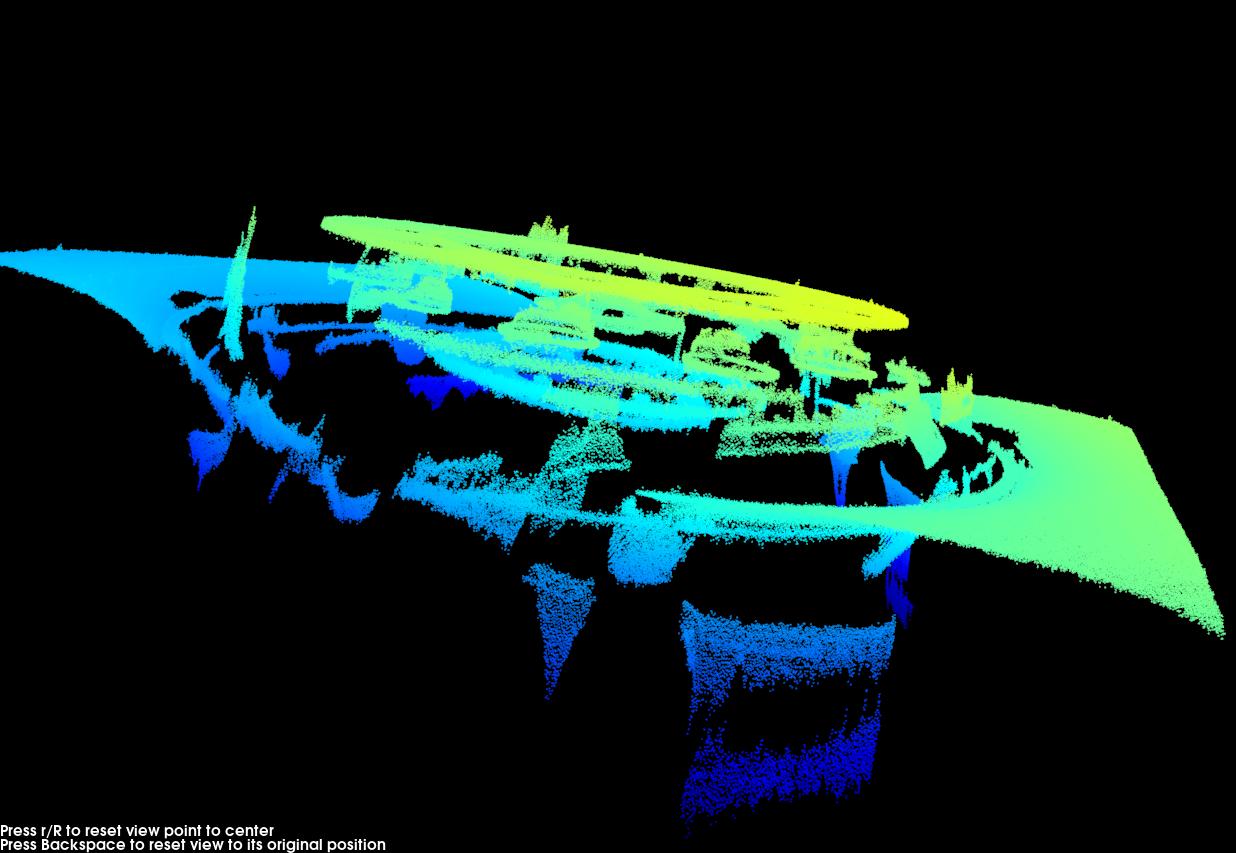 Press r/R to reset view point to center
Press Backspace to reset view to its original position